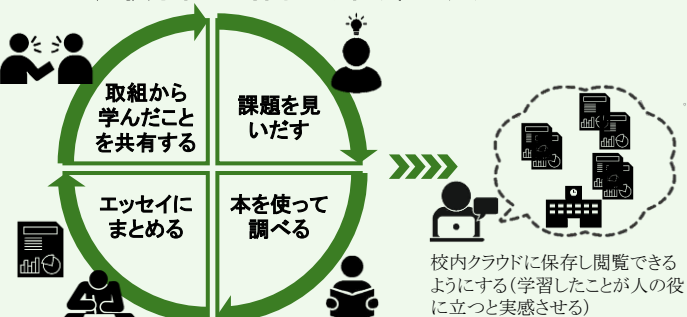 取組から
学んだこと
を共有する
課題を見
いだす
エッセイに
まとめる
本を使って
調べる
校内クラウドに保存し閲覧できる
ようにする(学習したことが人の役
に立つと実感させる)